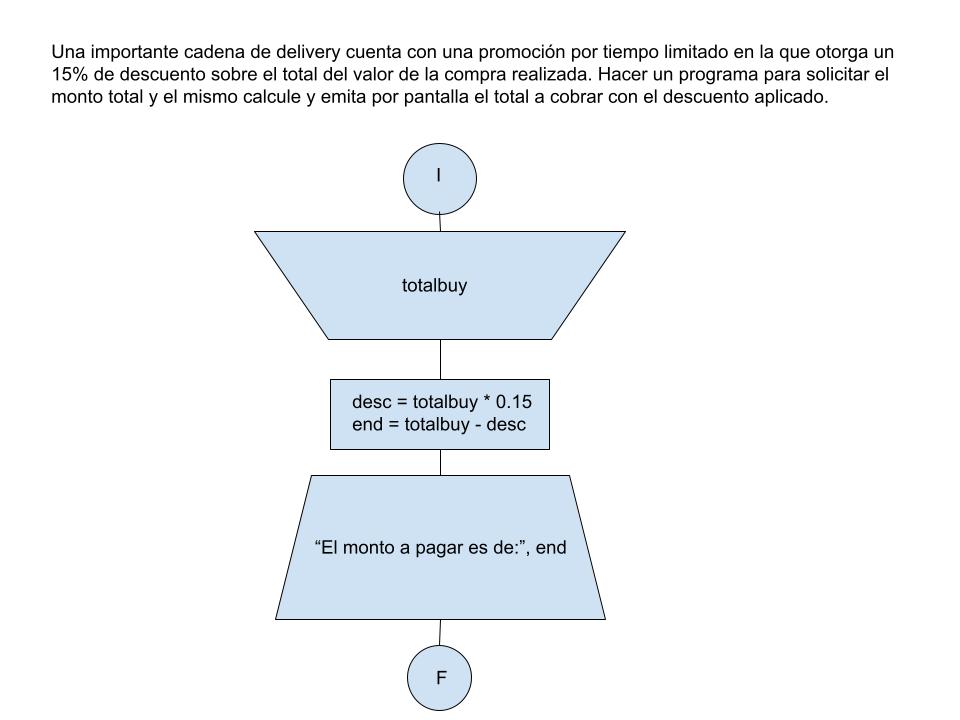 Una importante cadena de delivery cuenta con una promoción por tiempo limitado en la que otorga un
15% de descuento sobre el total del valor de la compra realizada. Hacer un programa para solicitar el
monto total y el mismo calcule y emita por pantalla el total a cobrar con el descuento aplicado.
I
totalbuy
desc = totalbuy * 0.15
end = totalbuy - desc
“El monto a pagar es de:”, end
F